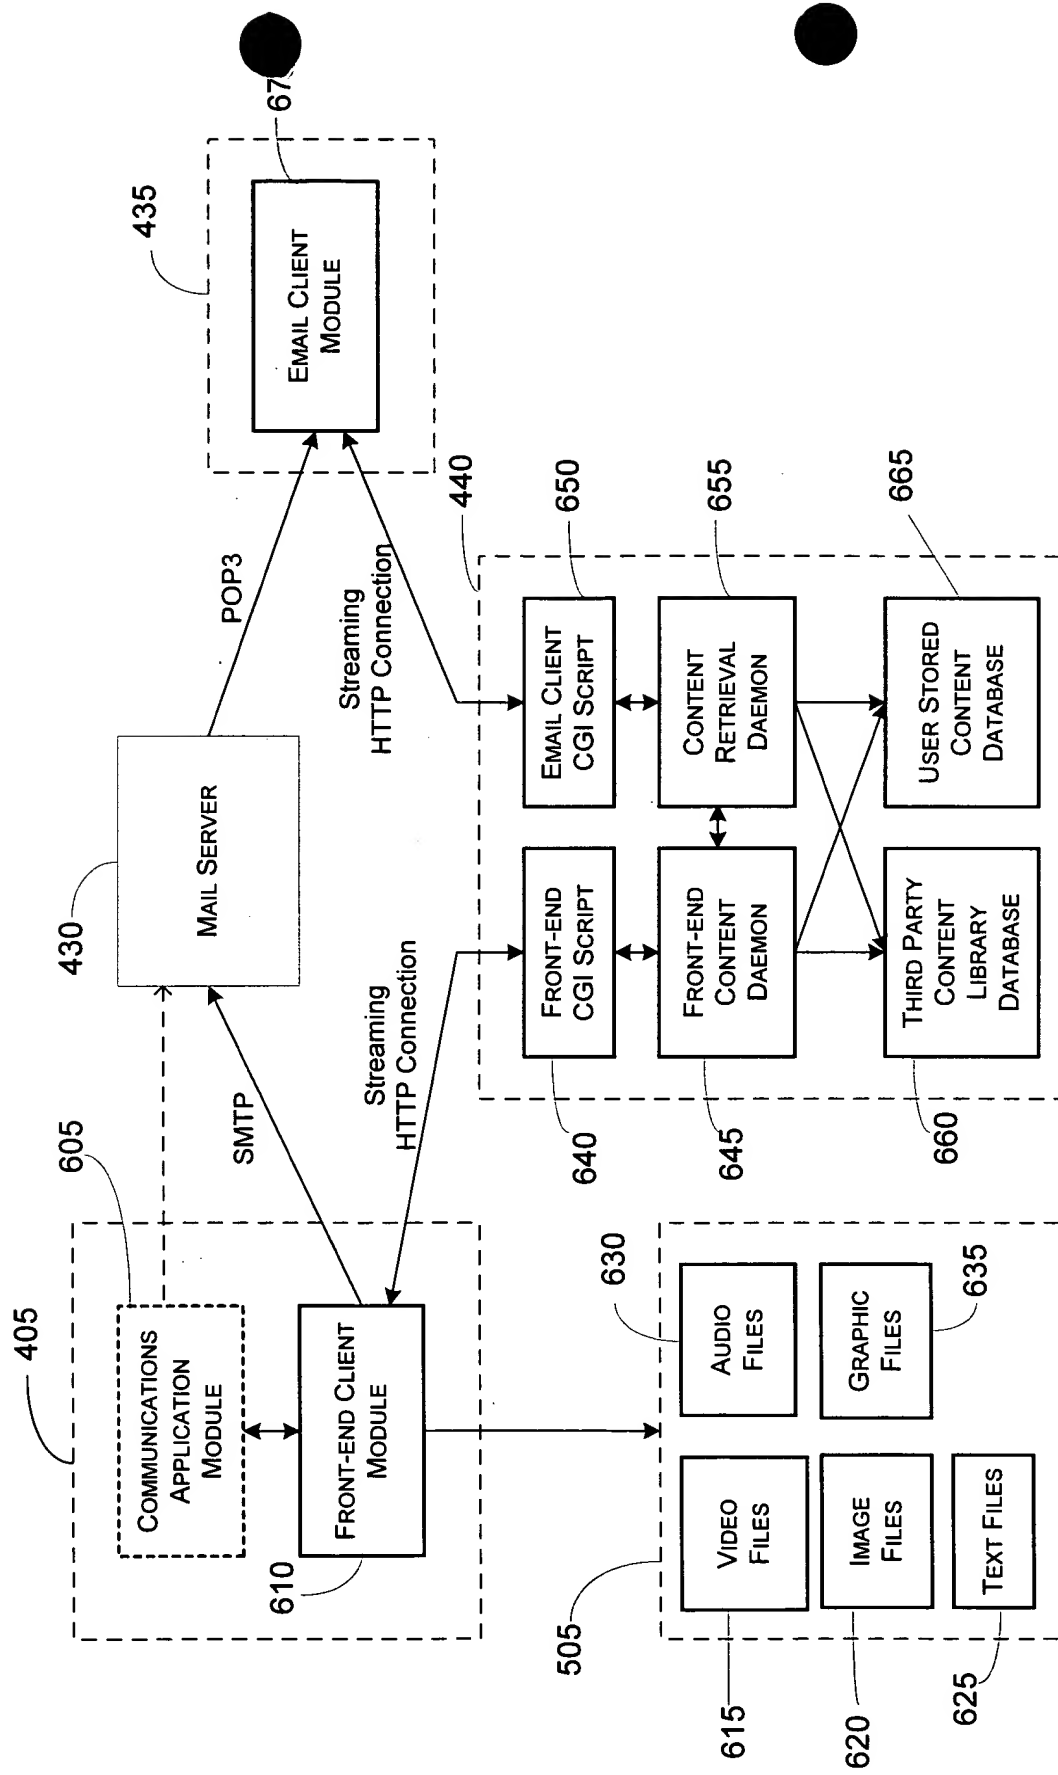 405
605
COMMUNICATIONS
APPLICATION
MODULE
610
FRONT-END CLIENT
MODULE
430
MAIL SERVER
SMTP
POP3
435
EMAIL CLIENT
MODULE
67
Streaming
HTTP Connection
Streaming
HTTP Connection
505
615
VIDEO
FILES
630
AUDIO
FILES
620
IMAGE
FILES
635
GRAPHIC
FILES
625
TEXT FILES
440
640
FRONT-END
CGI SCRIPT
650
EMAIL CLIENT
CGI SCRIPT
645
FRONT-END
CONTENT
DAEMON
655
CONTENT
RETRIEVAL
DAEMON
660
THIRD PARTY
CONTENT
LIBRARY
DATABASE
665
USER STORED
CONTENT
DATABASE